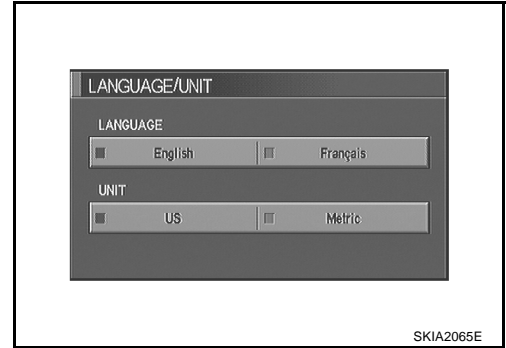 LANGUAGE/UNIT
LANGUAGE
English Français
UNIT
US Metric
SKIA2065E